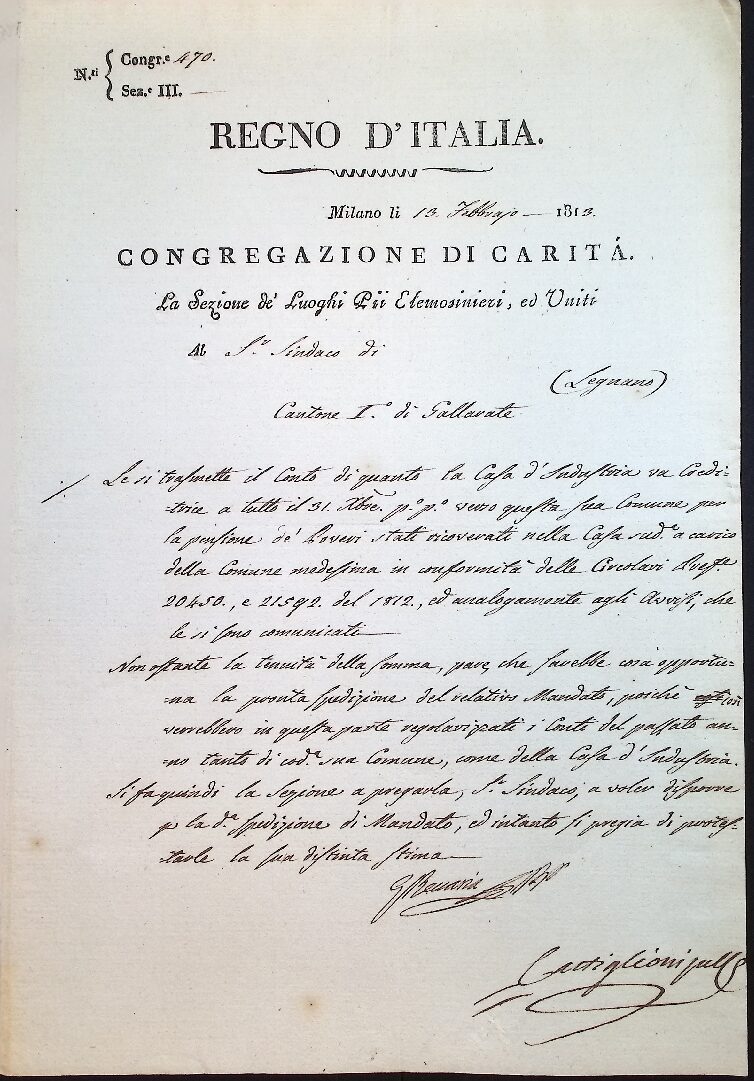 N.ri { Congr.e 470.
Sez.e III. —
REGNO D'ITALIA.
Milano li 13. Febbrajo — 1813.
CONGREGAZIONE DI CARITÁ.
La Sezione de' Luoghi Pii Elemosinieri, ed Uniti
Al S.r Sindaco di
(Legnano)
Cantone I.o di Gallarate
Le si trasmette il Conto di quanto la Casa d'Industria va Credi-
-trice a tutto il 31. Xbre. p.o p.o verso questa sua Comune per
la pensione de' Poveri stati ricoverati nella Casa sud.a a carico
della Comune medesima in conformità delle Circolari Pref.e
20450., e 21592. del 1812., ed analogamente agli Avvisi, che
le si sono comunicati —
Non ostante la tenuità della somma, pare, che sarebbe cosa opportu-
-na la pronta spedizione del relativo Mandato, poichè così
verrebbero in questa parte regolarizzati i Conti del passato an-
-no tanto di cod.a sua Comune, come della Casa d'Industria.
Si fa quindi la Sezione a pregarla, S.r Sindaco, a voler disporre
p la d.a spedizione di Mandato, ed intanto si pregia di protes-
-tarle la sua distinta stima —
Castiglioni